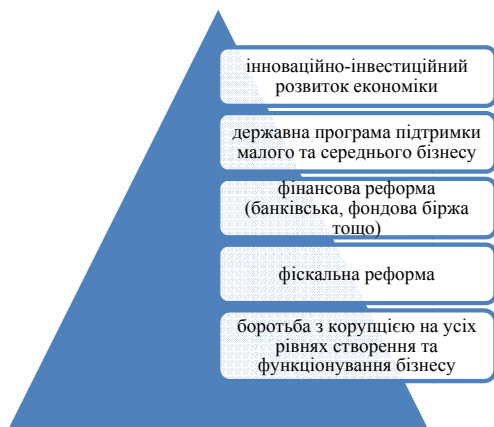 інноваційно-інвестиційний
розвиток економіки
державна програма підтримки
малого та середнього бізнесу
фінансова реформа
(банківська, фондова біржа
тощо)
фіскальна реформа
боротьба з корупцією на усіх
рівнях створення та
функціонування бізнесу